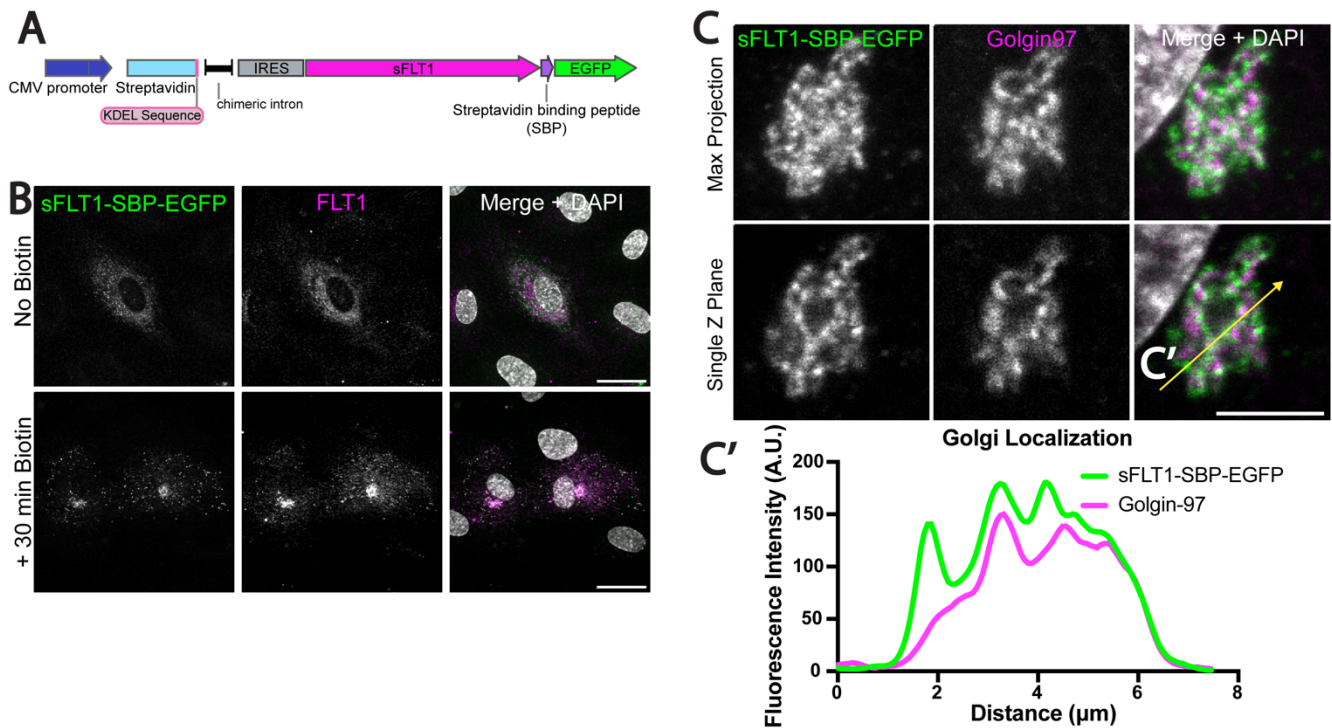 A
CMV promoter
Streptavidin
KDEL Sequence
chimeric intron
IRES
sFLT1
EGFP
Streptavidin binding peptide
(SBP)
B
sFLT1-SBP-EGFP
FLT1
Merge + DAPI
No Biotin
+ 30 min Biotin
C
sFLT1-SBP-EGFP
Golgin97
Merge + DAPI
Max Projection
Single Z Plane
C'
C'
Golgi Localization
sFLT1-SBP-EGFP
Golgin-97
Fluorescence Intensity (A.U.)
200
150
100
50
0
0
2
4
6
8
Distance (μm)